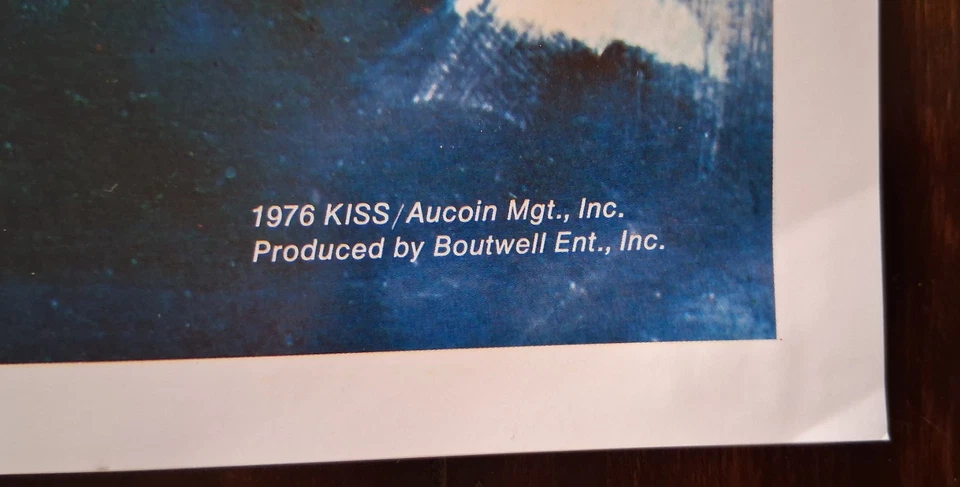 1976 KISS/Aucoin Mgt., Inc.
Produced by Boutwell Ent., Inc.